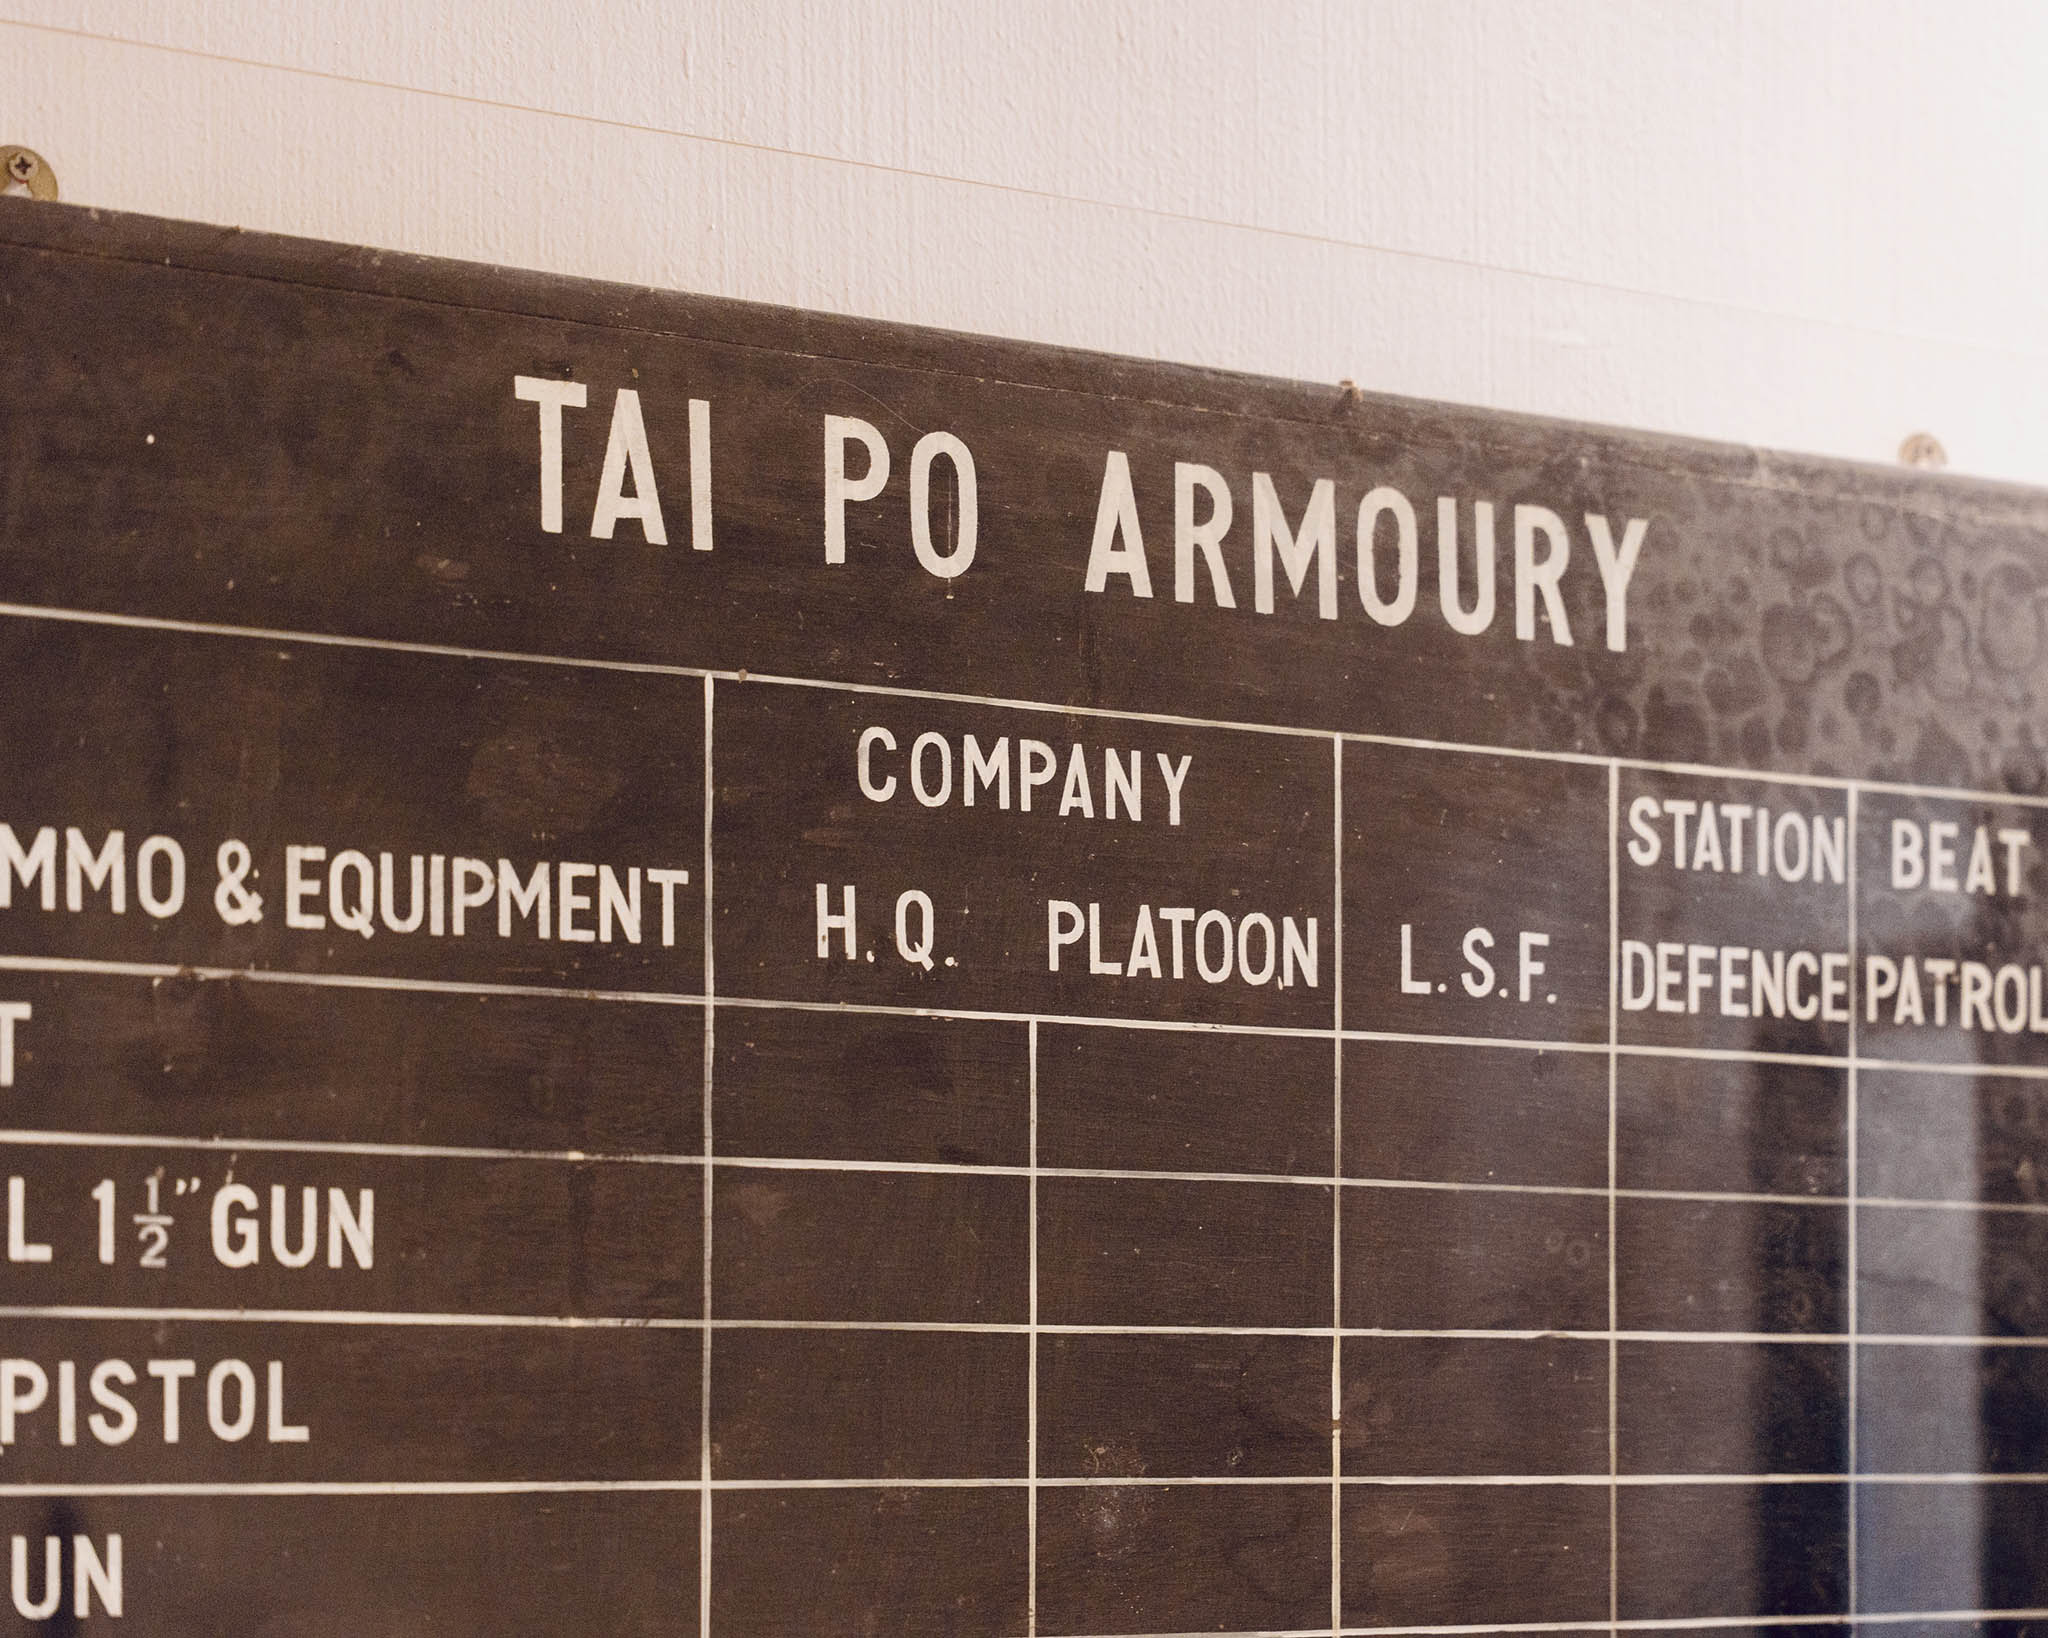 TAI PO ARMOURY
COMPANY
MMO & EQUIPMENT
H.Q. PLATOON
L.S.F.
STATION
DEFENCE
BEAT
PATROL
T
L 1½" GUN
PISTOL
UN